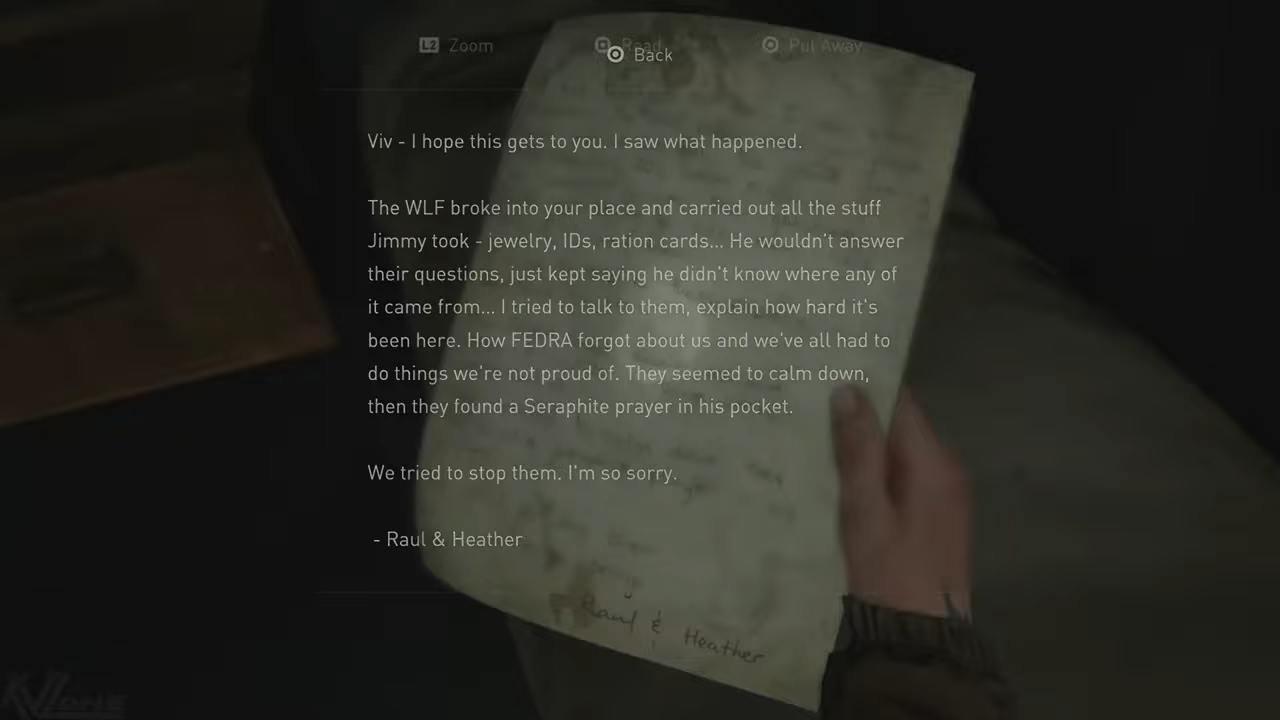 L2 Zoom
Read
Put Away
Back
Viv - I hope this gets to you. I saw what happened.
The WLF broke into your place and carried out all the stuff
Jimmy took - jewelry, IDs, ration cards... He wouldn't answer
their questions, just kept saying he didn't know where any of
it came from... I tried to talk to them, explain how hard it's
been here. How FEDRA forgot about us and we've all had to
do things we're not proud of. They seemed to calm down,
then they found a Seraphite prayer in his pocket.
We tried to stop them. I'm so sorry.
- Raul & Heather
Raul & Heather
KVZONE